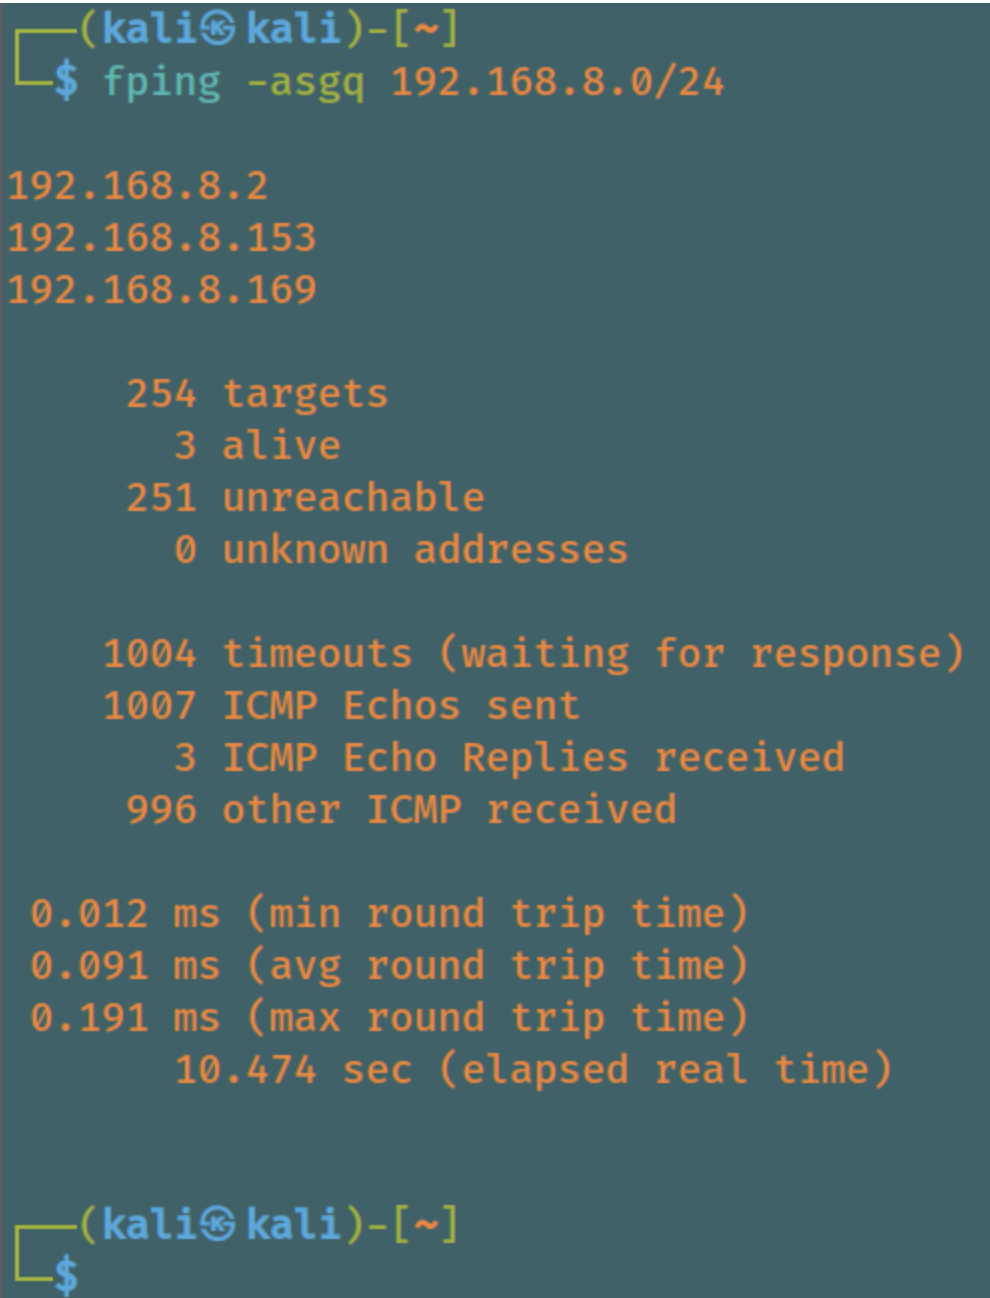 ┌──(kali㉿kali)-[~]
└─$ fping -asgq 192.168.8.0/24
192.168.8.2
192.168.8.153
192.168.8.169
254 targets
3 alive
251 unreachable
0 unknown addresses
1004 timeouts (waiting for response)
1007 ICMP Echos sent
3 ICMP Echo Replies received
996 other ICMP received
0.012 ms (min round trip time)
0.091 ms (avg round trip time)
0.191 ms (max round trip time)
10.474 sec (elapsed real time)
┌──(kali㉿kali)-[~]
└─$